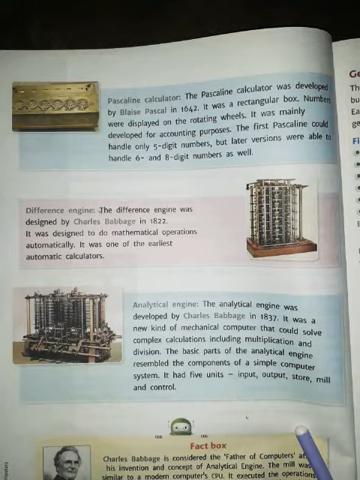 Pascaline calculator: The Pascaline calculator was developed
by Blaise Pascal in 1642. It was a rectangular box. Numbers
were displayed on the rotating wheels. It was mainly
developed for accounting purposes. The first Pascaline could
handle only 5-digit numbers, but later versions were able to
handle 6- and 8-digit numbers as well.
Difference engine: The difference engine was
designed by Charles Babbage in 1822.
It was designed to do mathematical operations
automatically. It was one of the earliest
automatic calculators.
Analytical engine: The analytical engine was
developed by Charles Babbage in 1837. It was a
new kind of mechanical computer that could solve
complex calculations including multiplication and
division. The basic parts of the analytical engine
resembled the components of a simple computer
system. It had five units – input, output, store, mill
and control.
Fact box
Charles Babbage is considered the 'Father of Computers'
his invention and concept of Analytical Engine. The mill was
similar to a modern computer's CPU. It executed the operations